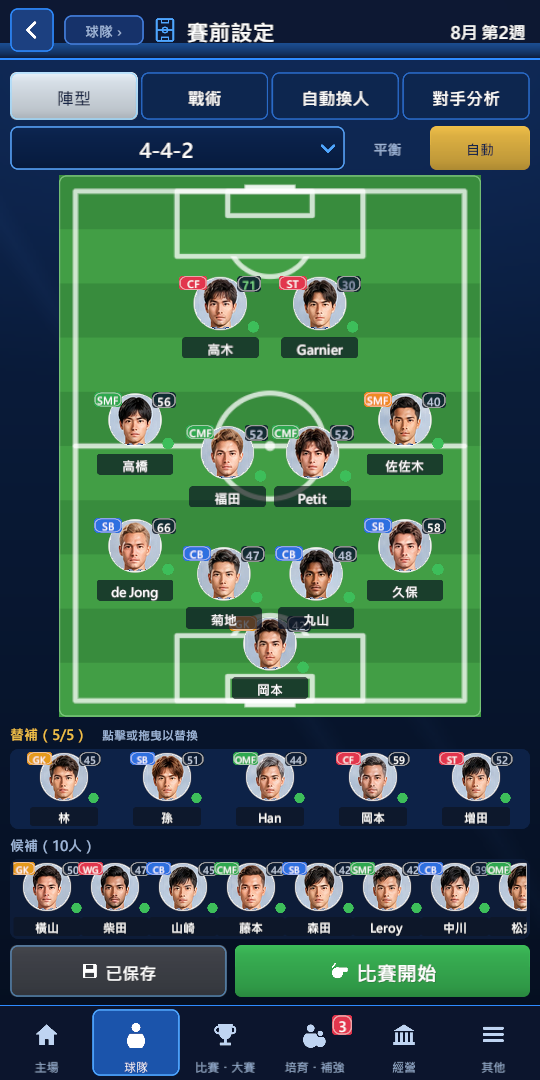 球隊 ›
賽前設定
8月 第2週
陣型
戰術
自動換人
對手分析
4-4-2
平衡
自動
CF 71
ST 30
高木
Garnier
SMF 56
SMF 40
CMF 52
CMF 52
高橋
佐佐木
福田
Petit
SB 66
SB 58
CB 47
CB 48
de Jong
久保
菊地
丸山
GK
岡本
替補 ( 5/5 )
點擊或拖曳以替換
GK 45
SB 51
OMF 44
CF 59
ST 52
林
孫
Han
岡本
增田
候補 ( 10人 )
GK 50
WG 47
CB 45
CMF 44
SB 42
SMF 42
CB 39
OMF
橫山
柴田
山崎
藤本
森田
Leroy
中川
松
已保存
比賽開始
3
主場
球隊
比賽·大賽
培育·補強
經營
其他